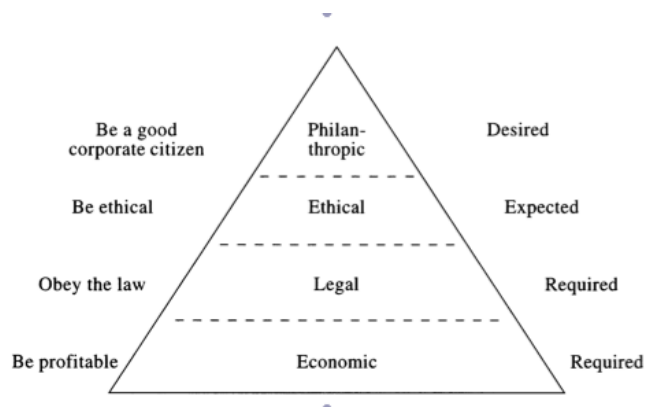 Be a good
corporate citizen
Philan-
thropic
Desired
Be ethical
Ethical
Expected
Obey the law
Legal
Required
Be profitable
Economic
Required